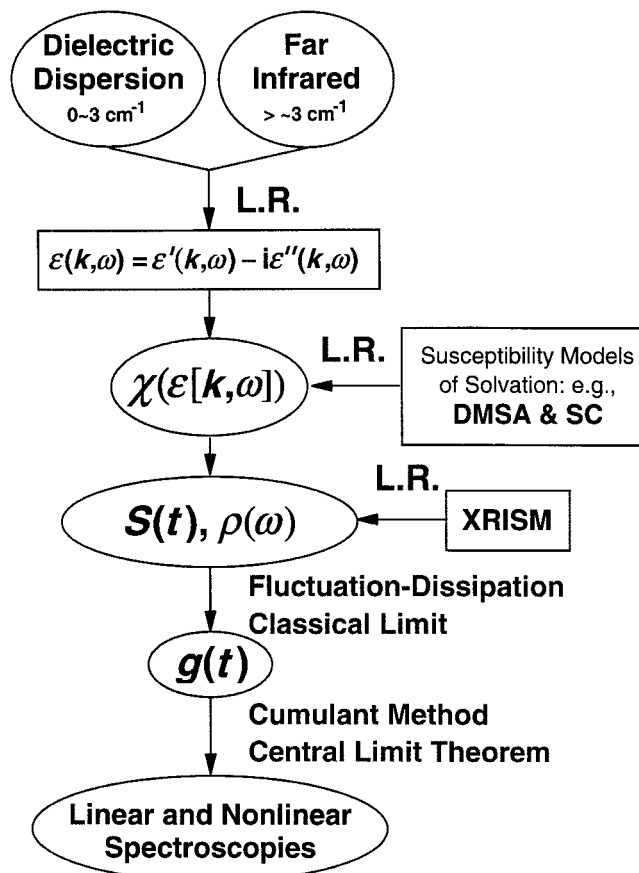 Dielectric
Dispersion
0~3 cm⁻¹
Far
Infrared
> ~3 cm⁻¹
L.R.
ε(k,ω) = ε'(k,ω) − iε''(k,ω)
L.R.
χ(ε[k,ω])
Susceptibility Models
of Solvation: e.g.,
DMSA & SC
L.R.
S(t), ρ(ω)
XRISM
Fluctuation-Dissipation
Classical Limit
g(t)
Cumulant Method
Central Limit Theorem
Linear and Nonlinear
Spectroscopies